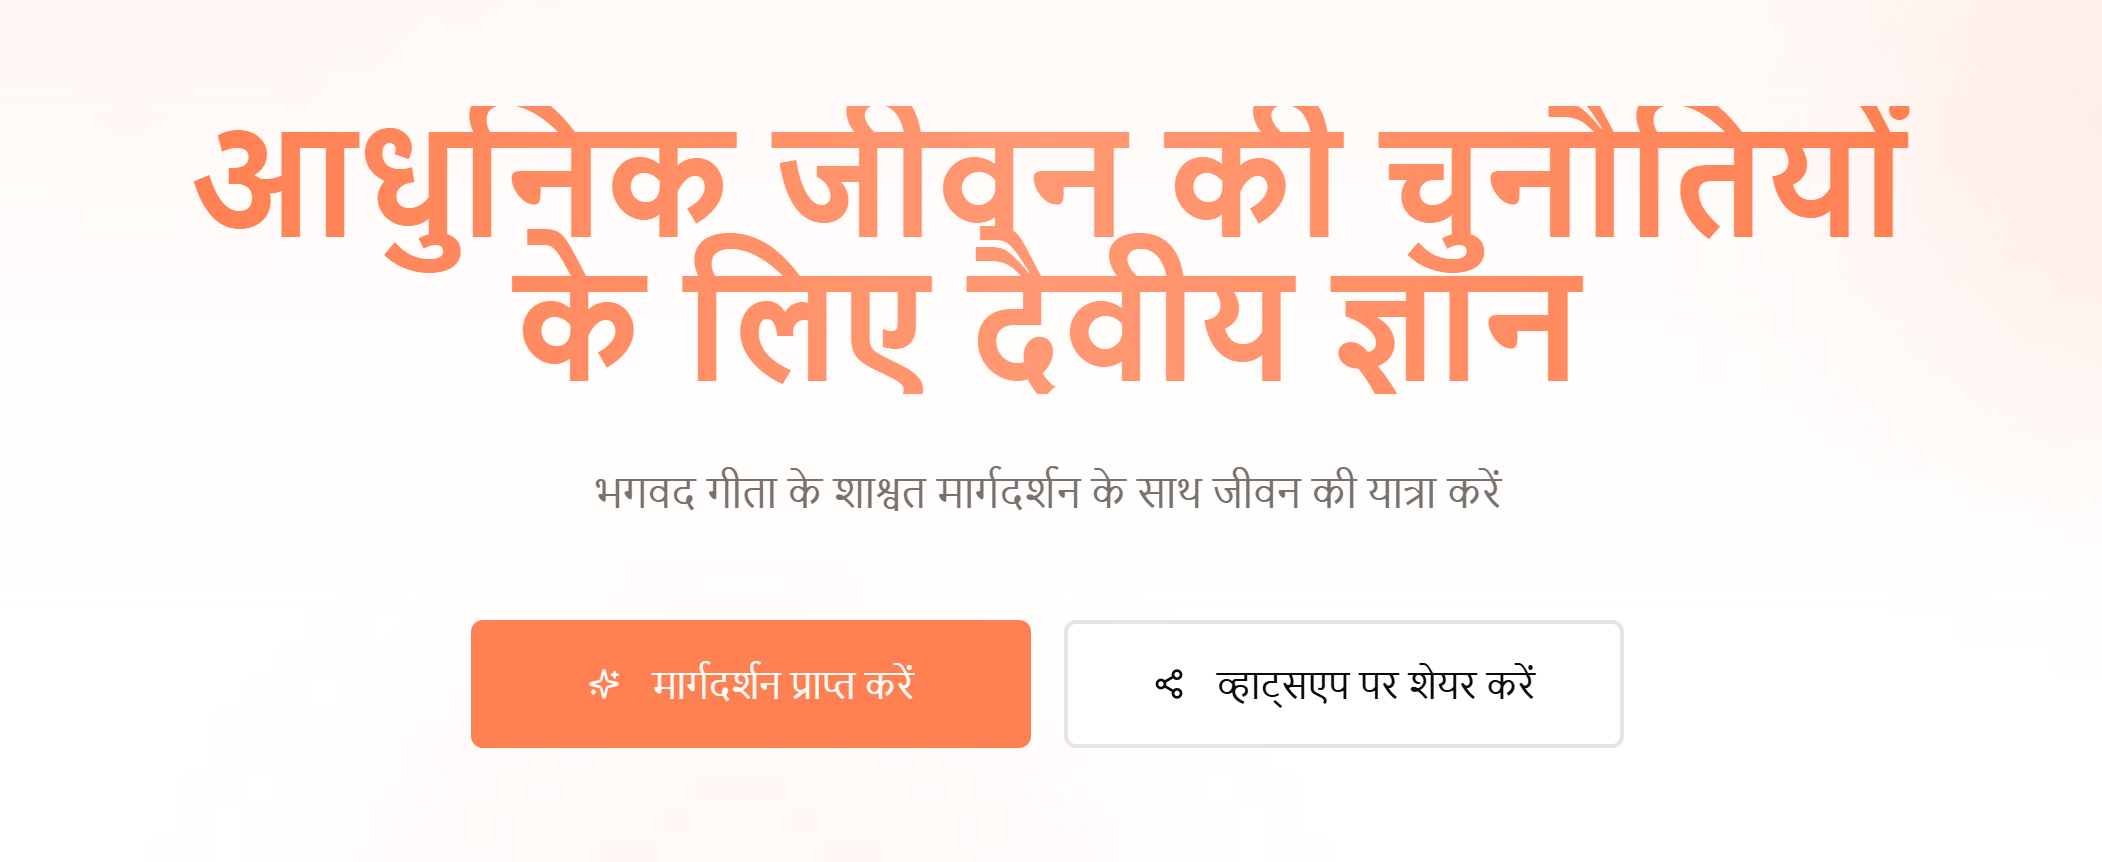 आधुनिक जीवन की चुनौतियों
के लिए दैवीय ज्ञान
भगवद गीता के शाश्वत मार्गदर्शन के साथ जीवन की यात्रा करें
मार्गदर्शन प्राप्त करें
व्हाट्सएप पर शेयर करें